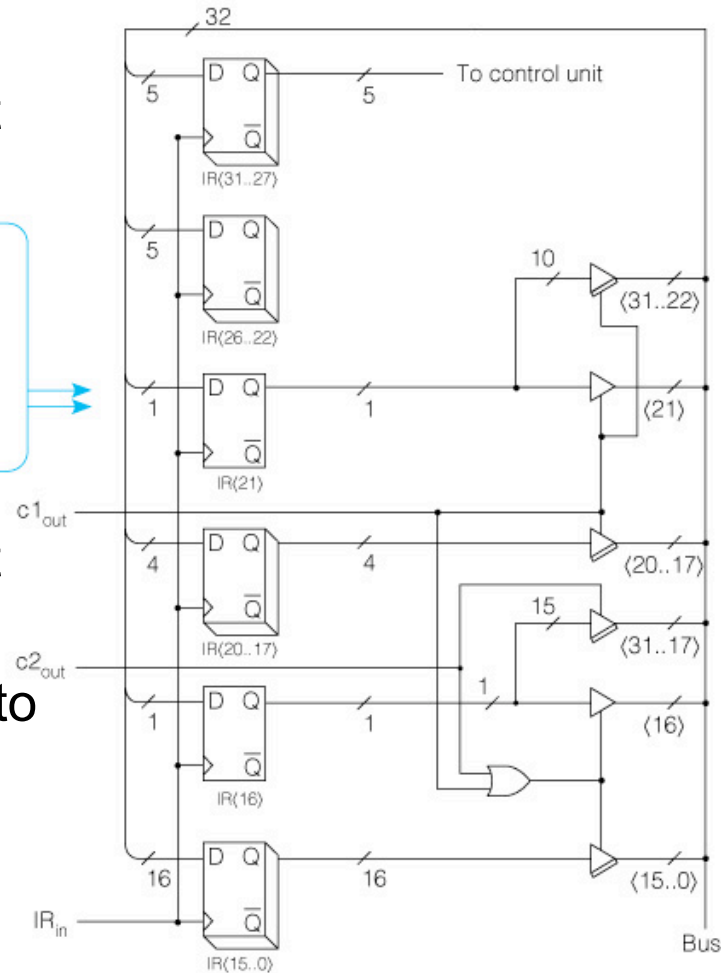 32
D Q
5
5
To control unit
Q
IR⟨31..27⟩
D Q
5
Q
IR⟨26..22⟩
10
⟨31..22⟩
D Q
1
1
⟨21⟩
Q
IR⟨21⟩
c1out
D Q
4
4
⟨20..17⟩
Q
IR⟨20..17⟩
15
⟨31..17⟩
c2out
to
D Q
1
1
1
⟨16⟩
Q
IR⟨16⟩
D Q
16
16
⟨15..0⟩
Q
IRin
IR⟨15..0⟩
Bus